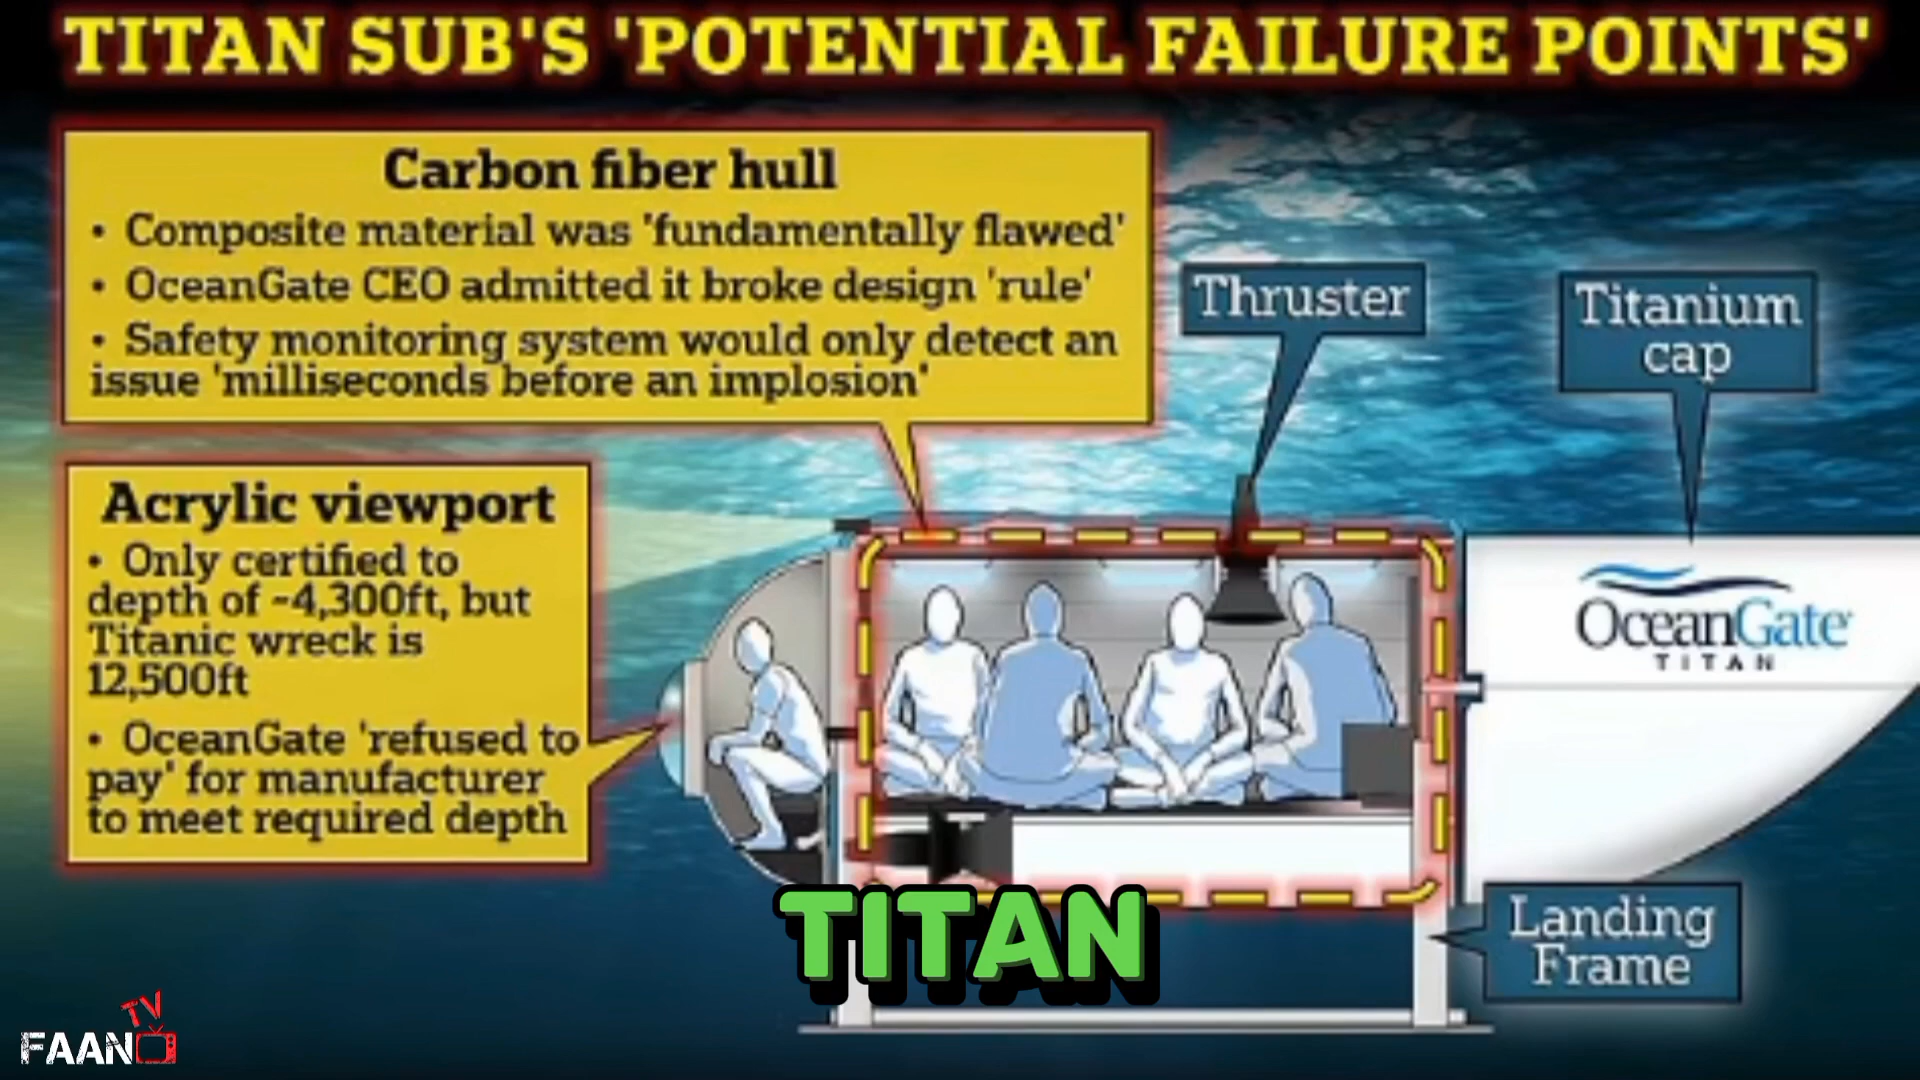 TITAN SUB'S 'POTENTIAL FAILURE POINTS'
Carbon fiber hull
• Composite material was 'fundamentally flawed'
• OceanGate CEO admitted it broke design 'rule'
• Safety monitoring system would only detect an
issue 'milliseconds before an implosion'
Thruster
Titanium
cap
Acrylic viewport
• Only certified to
depth of ~4,300ft, but
Titanic wreck is
12,500ft
• OceanGate 'refused to
pay' for manufacturer
to meet required depth
OceanGate
TITAN
Landing
Frame
TITAN
FAAN TV